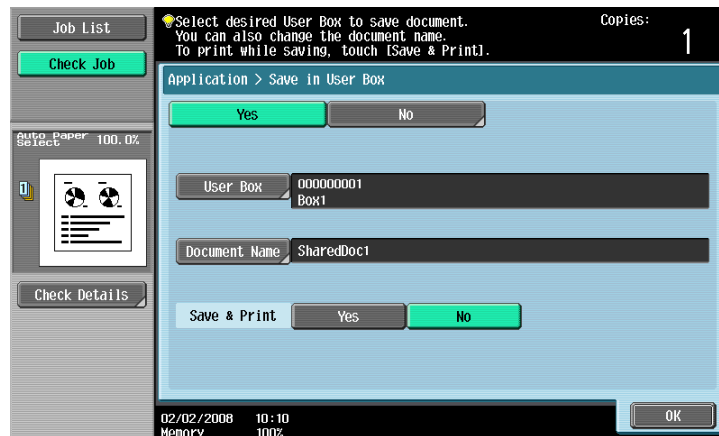 Job List
Check Job
Select desired User Box to save document.
You can also change the document name.
To print while saving, touch [Save & Print].
Copies:
1
Application > Save in User Box
Yes
No
Auto Paper Select
100.0%
1
User Box
000000001
Box1
Document Name
SharedDoc1
Check Details
Save & Print
Yes
No
02/02/2008 10:10
Memory 100%
OK